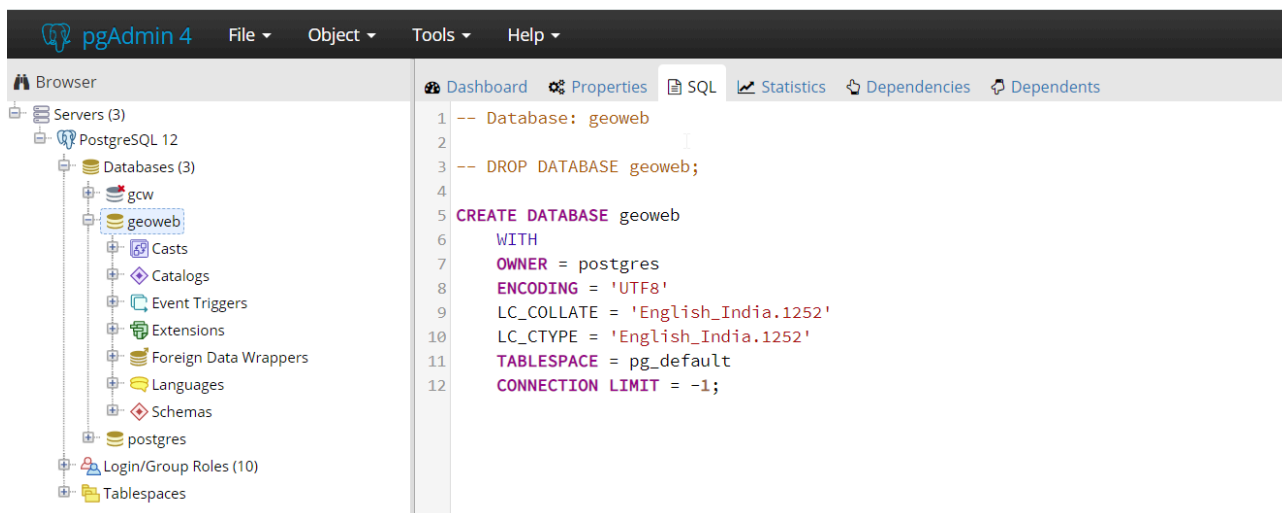 pgAdmin 4 File Object Tools Help
Browser
Servers (3)
PostgreSQL 12
Databases (3)
gcw
geoweb
Casts
Catalogs
Event Triggers
Extensions
Foreign Data Wrappers
Languages
Schemas
postgres
Login/Group Roles (10)
Tablespaces
Dashboard Properties SQL Statistics Dependencies Dependents
1 -- Database: geoweb
2
3 -- DROP DATABASE geoweb;
4
5 CREATE DATABASE geoweb
6 WITH
7 OWNER = postgres
8 ENCODING = 'UTF8'
9 LC_COLLATE = 'English_India.1252'
10 LC_CTYPE = 'English_India.1252'
11 TABLESPACE = pg_default
12 CONNECTION LIMIT = -1;